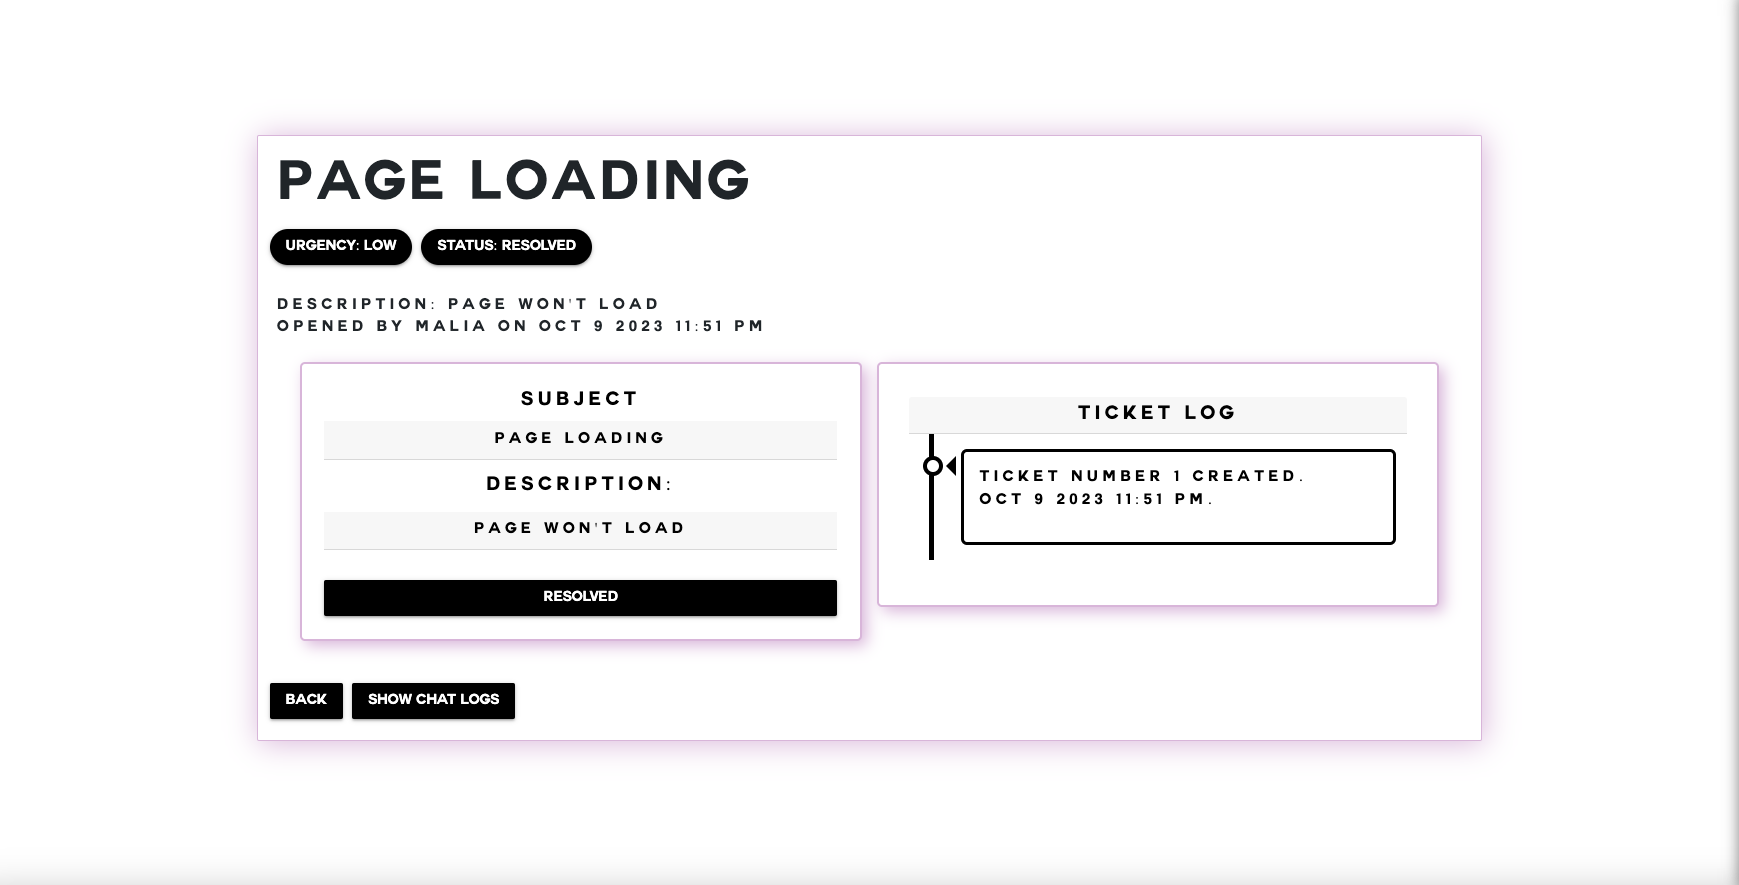 PAGE LOADING
URGENCY: LOW STATUS: RESOLVED
DESCRIPTION: PAGE WON'T LOAD
OPENED BY MALIA ON OCT 9 2023 11:51 PM
SUBJECT
PAGE LOADING
DESCRIPTION:
PAGE WON'T LOAD
RESOLVED
TICKET LOG
TICKET NUMBER 1 CREATED.
OCT 9 2023 11:51 PM.
BACK SHOW CHAT LOGS